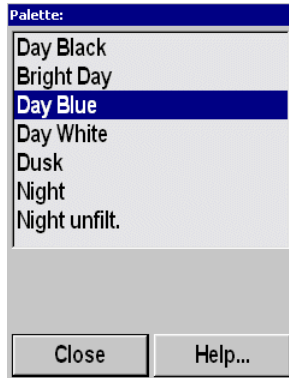 Palette:
Day Black
Bright Day
Day Blue
Day White
Dusk
Night
Night unfilt.
Close
Help...